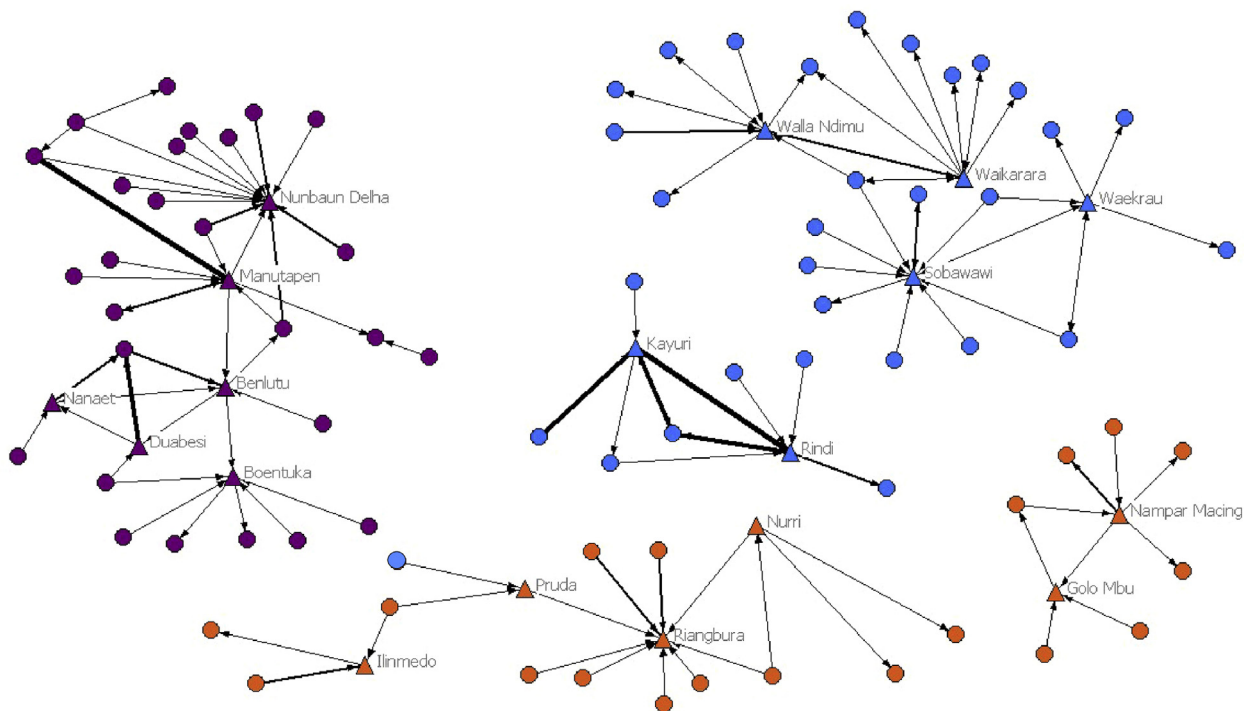 Walla Ndimu
Waikarara
Nunbaun Delha
Waekrau
Manutapen
Sobawawi
Kayuri
Benlutu
Nanaet
Duabesi
Rindi
Boentuka
Nampar Macing
Nurri
Pruda
Golo Mbu
Riangbura
Ilinmedo